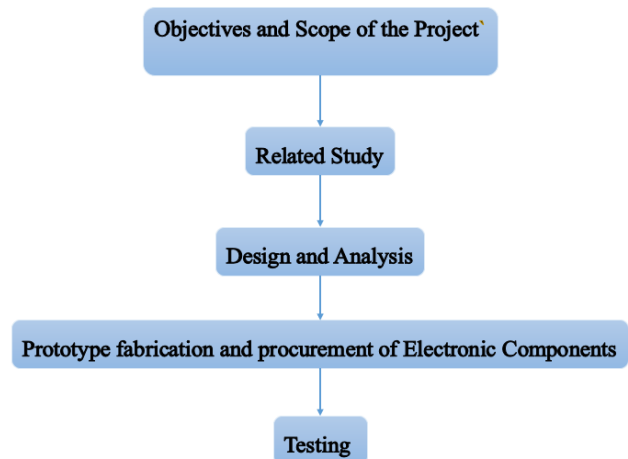 Objectives and Scope of the Project`
Related Study
Design and Analysis
Prototype fabrication and procurement of Electronic Components
Testing